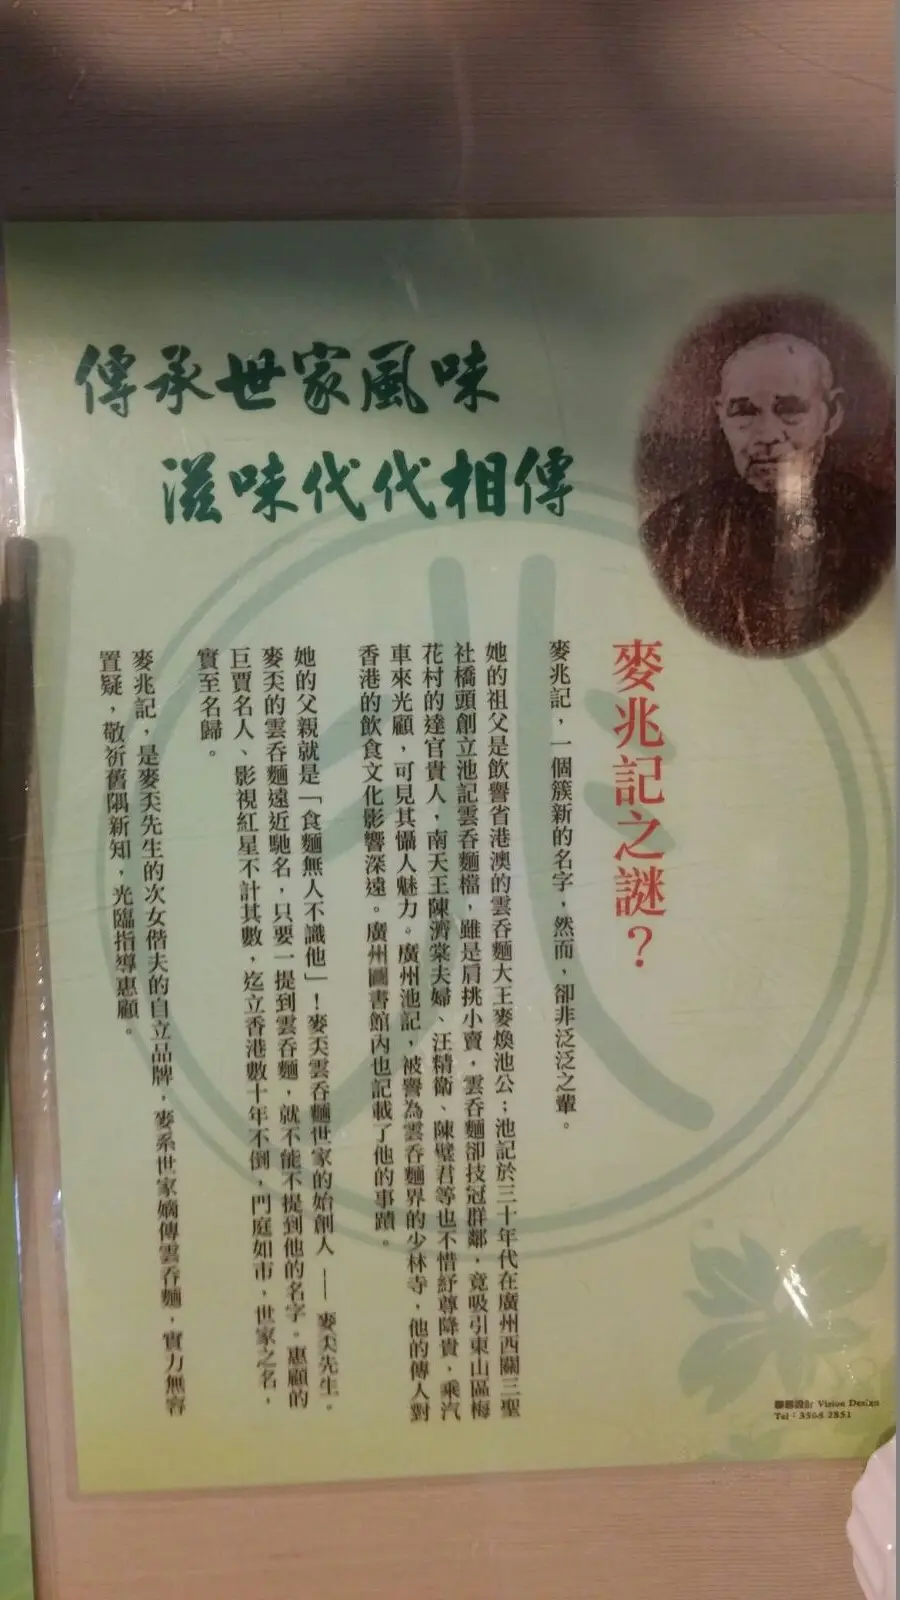 傳承世家風味
滋味代代相傳
麥兆記之謎？
麥兆記，一個簇新的名字，然而，卻非泛泛之輩。
她的祖父是飲譽省港澳的雲吞麵大王麥煥池公；池記於三十年代在廣州西關三聖
社橋頭創立池記雲吞麵檔，雖是肩挑小賣，雲吞麵卻技冠群鄰，竟吸引東山區梅
花村的達官貴人，南天王陳濟棠夫婦、汪精衛、陳璧君等也不惜紆尊降貴，乘汽
車來光顧，可見其懾人魅力。廣州池記，被譽為雲吞麵界的少林寺，他的傳人對
香港的飲食文化影響深遠。廣州圖書館內也記載了他的事蹟。
她的父親就是「食麵無人不識他」！麥奀雲吞麵世家的始創人 —— 麥奀先生。
麥奀的雲吞麵遠近馳名，只要一提到雲吞麵，就不能不提到他的名字。惠顧的
巨賈名人、影視紅星不計其數，迄立香港數十年不倒，門庭如市，世家之名，
實至名歸。
麥兆記，是麥奀先生的次女偕夫的自立品牌，麥系世家嫡傳雲吞麵，實力無容
置疑，敬祈舊隅新知，光臨指導惠顧。
設計 Vision Design
Tel：3568 2851